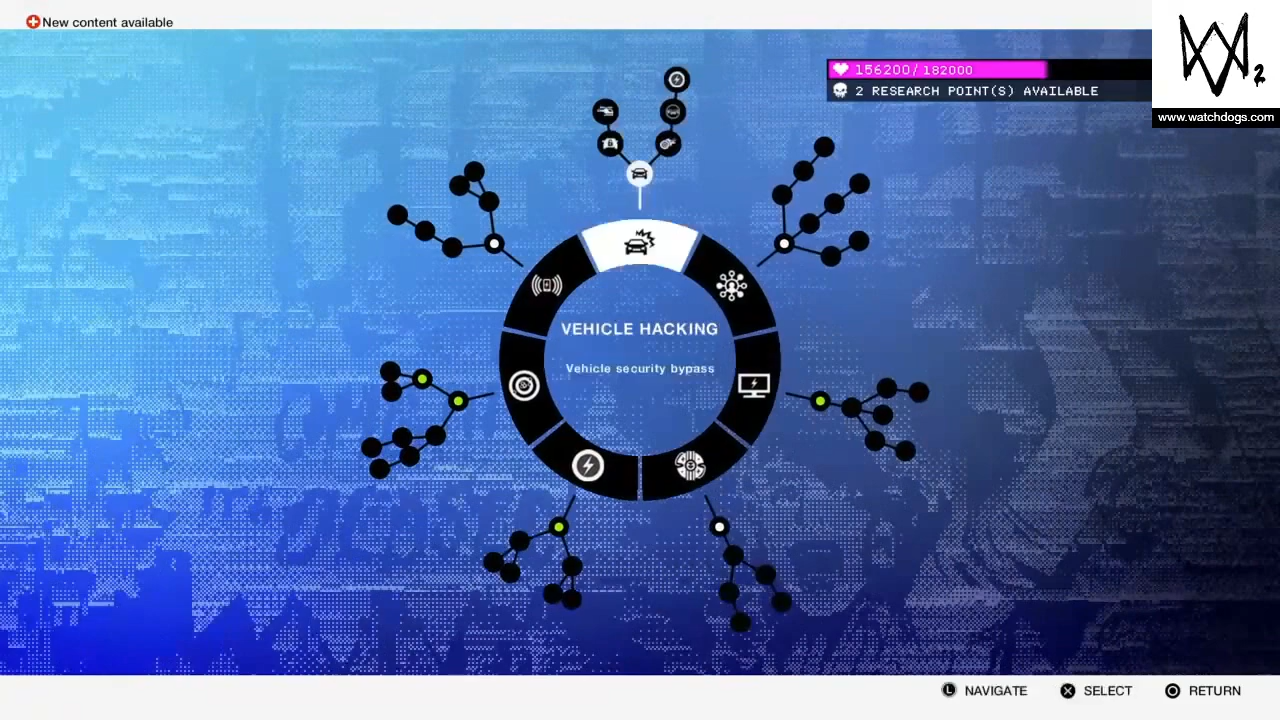 New content available
156200/182000
2 RESEARCH POINT(S) AVAILABLE
2
www.watchdogs.com
VEHICLE HACKING
Vehicle security bypass
L NAVIGATE
SELECT
RETURN